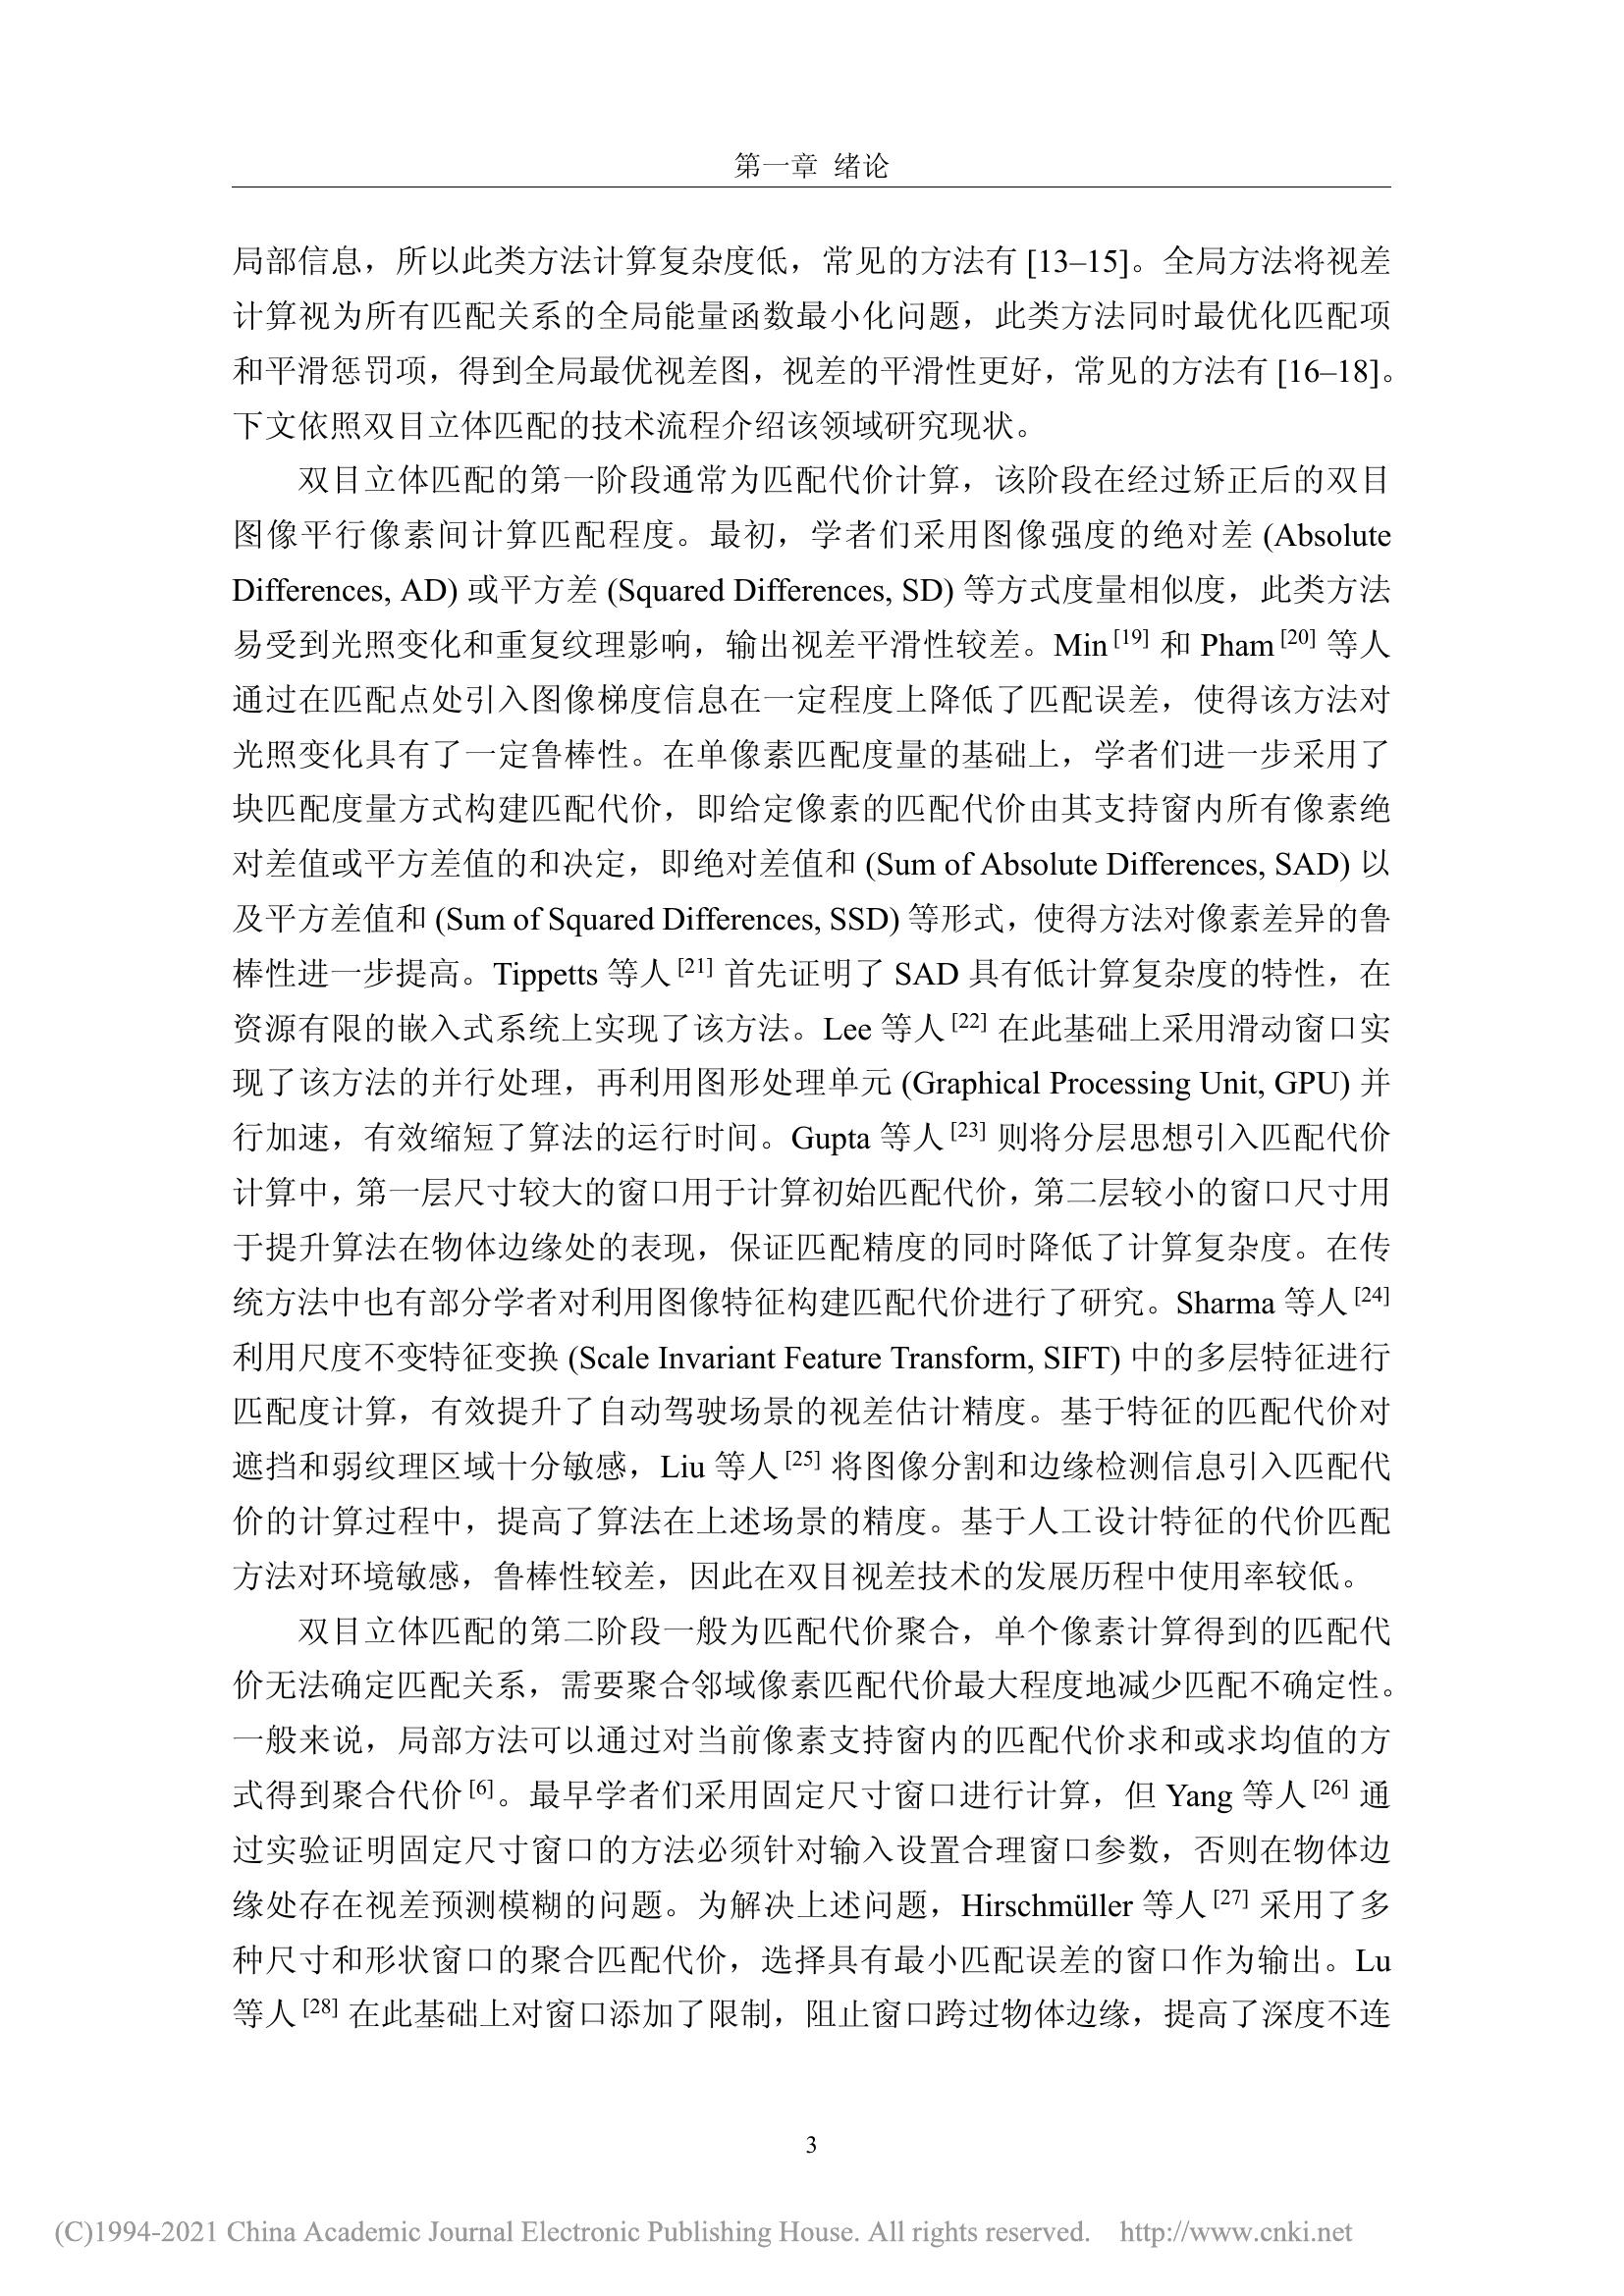 第一章 绪论
局部信息，所以此类方法计算复杂度低，常见的方法有 [13–15]。全局方法将视差
计算视为所有匹配关系的全局能量函数最小化问题，此类方法同时最优化匹配项
和平滑惩罚项，得到全局最优视差图，视差的平滑性更好，常见的方法有 [16–18]。
下文依照双目立体匹配的技术流程介绍该领域研究现状。
双目立体匹配的第一阶段通常为匹配代价计算，该阶段在经过矫正后的双目
图像平行像素间计算匹配程度。最初，学者们采用图像强度的绝对差 (Absolute
Differences, AD) 或平方差 (Squared Differences, SD) 等方式度量相似度，此类方法
易受到光照变化和重复纹理影响，输出视差平滑性较差。Min [19] 和 Pham [20] 等人
通过在匹配点处引入图像梯度信息在一定程度上降低了匹配误差，使得该方法对
光照变化具有了一定鲁棒性。在单像素匹配度量的基础上，学者们进一步采用了
块匹配度量方式构建匹配代价，即给定像素的匹配代价由其支持窗内所有像素绝
对差值或平方差值的和决定，即绝对差值和 (Sum of Absolute Differences, SAD) 以
及平方差值和 (Sum of Squared Differences, SSD) 等形式，使得方法对像素差异的鲁
棒性进一步提高。Tippetts 等人 [21] 首先证明了 SAD 具有低计算复杂度的特性，在
资源有限的嵌入式系统上实现了该方法。Lee 等人 [22] 在此基础上采用滑动窗口实
现了该方法的并行处理，再利用图形处理单元 (Graphical Processing Unit, GPU) 并
行加速，有效缩短了算法的运行时间。Gupta 等人 [23] 则将分层思想引入匹配代价
计算中，第一层尺寸较大的窗口用于计算初始匹配代价，第二层较小的窗口尺寸用
于提升算法在物体边缘处的表现，保证匹配精度的同时降低了计算复杂度。在传
统方法中也有部分学者对利用图像特征构建匹配代价进行了研究。Sharma 等人 [24]
利用尺度不变特征变换 (Scale Invariant Feature Transform, SIFT) 中的多层特征进行
匹配度计算，有效提升了自动驾驶场景的视差估计精度。基于特征的匹配代价对
遮挡和弱纹理区域十分敏感，Liu 等人 [25] 将图像分割和边缘检测信息引入匹配代
价的计算过程中，提高了算法在上述场景的精度。基于人工设计特征的代价匹配
方法对环境敏感，鲁棒性较差，因此在双目视差技术的发展历程中使用率较低。
双目立体匹配的第二阶段一般为匹配代价聚合，单个像素计算得到的匹配代
价无法确定匹配关系，需要聚合邻域像素匹配代价最大程度地减少匹配不确定性。
一般来说，局部方法可以通过对当前像素支持窗内的匹配代价求和或求均值的方
式得到聚合代价 [6]。最早学者们采用固定尺寸窗口进行计算，但 Yang 等人 [26] 通
过实验证明固定尺寸窗口的方法必须针对输入设置合理窗口参数，否则在物体边
缘处存在视差预测模糊的问题。为解决上述问题，Hirschmüller 等人 [27] 采用了多
种尺寸和形状窗口的聚合匹配代价，选择具有最小匹配误差的窗口作为输出。Lu
等人 [28] 在此基础上对窗口添加了限制，阻止窗口跨过物体边缘，提高了深度不连
3
(C)1994-2021 China Academic Journal Electronic Publishing House. All rights reserved. http://www.cnki.net